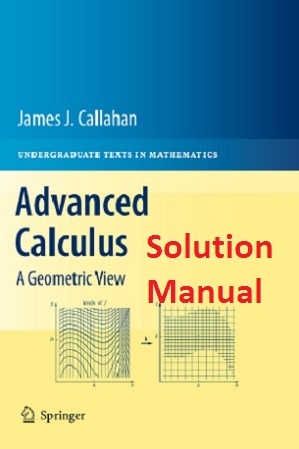 James J. Callahan
UNDERGRADUATE TEXTS IN MATHEMATICS
Advanced
Calculus
A Geometric View
Solution
Manual
Springer